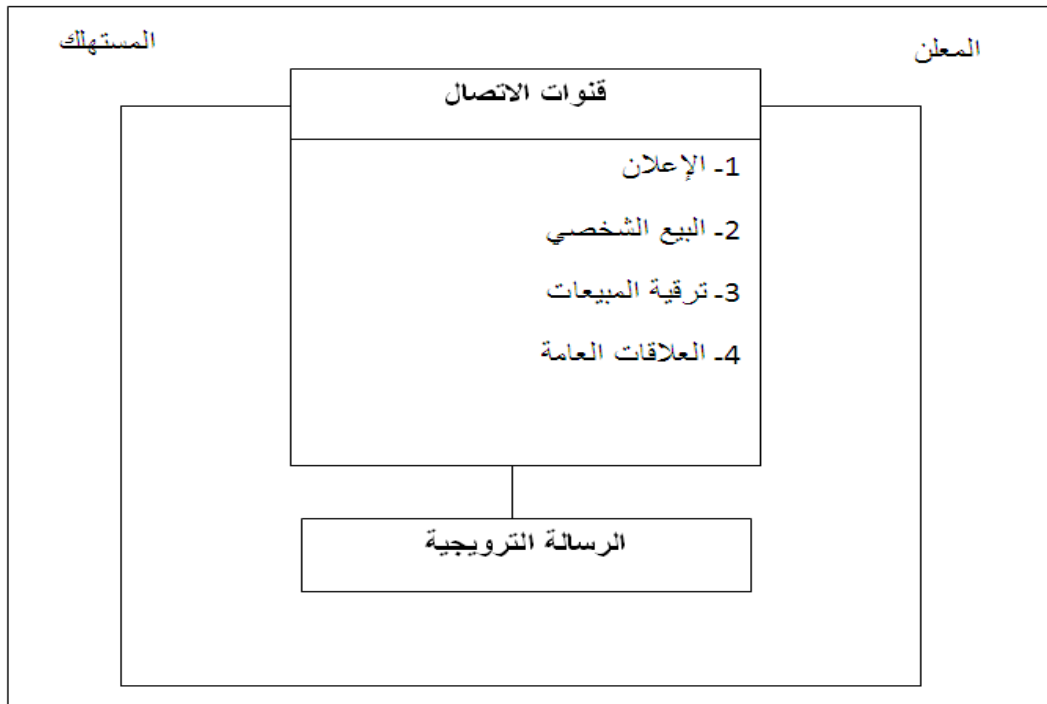 المعلن
المستهلك
قنوات الاتصال
1- الإعلان
2- البيع الشخصي
3- ترقية المبيعات
4- العلاقات العامة
الرسالة الترويجية